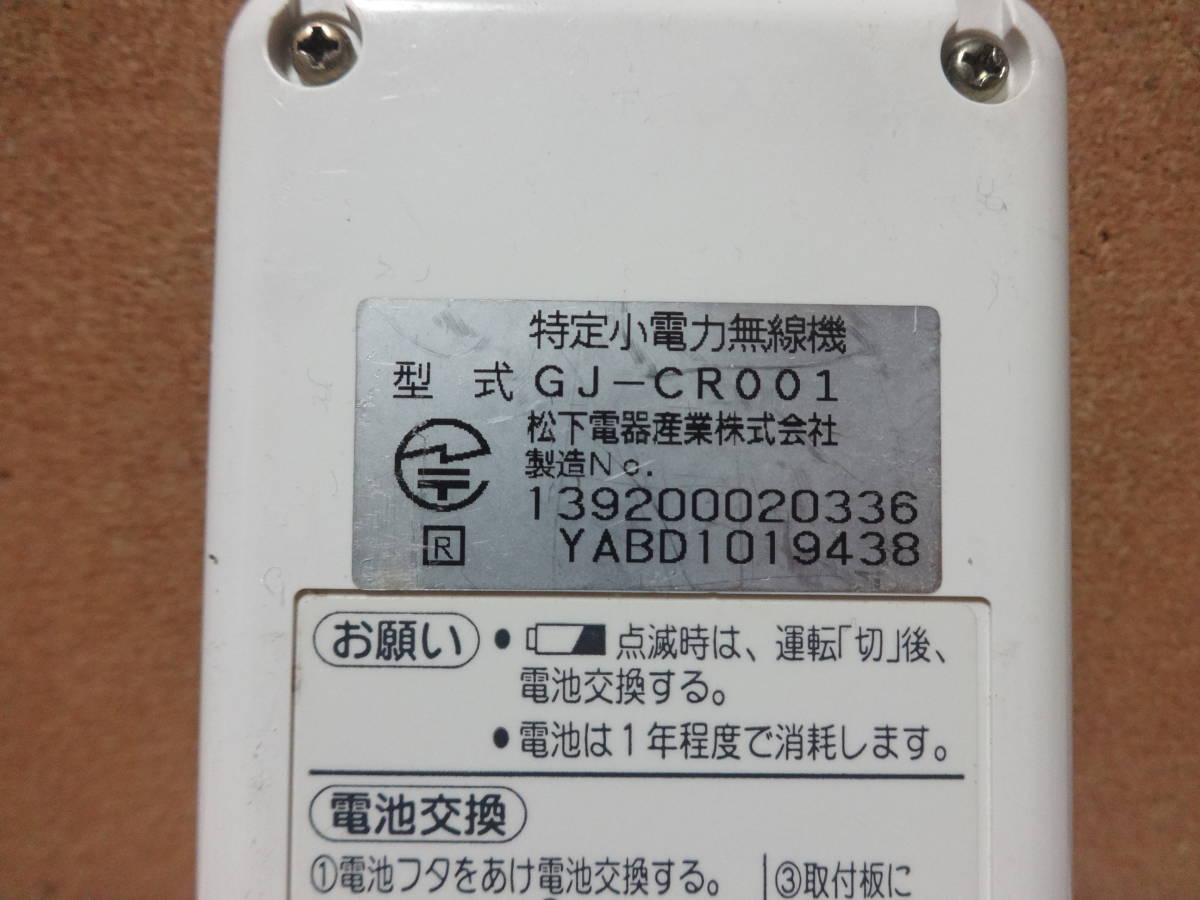 特定小電力無線機
型式 GJ-CR001
松下電器産業株式会社
製造No.
139200020336
R YABD1019438
お願い ・点滅時は、運転「切」後、
電池交換する。
・電池は1年程度で消耗します。
電池交換
①電池フタをあけ電池交換する。
③取付板に